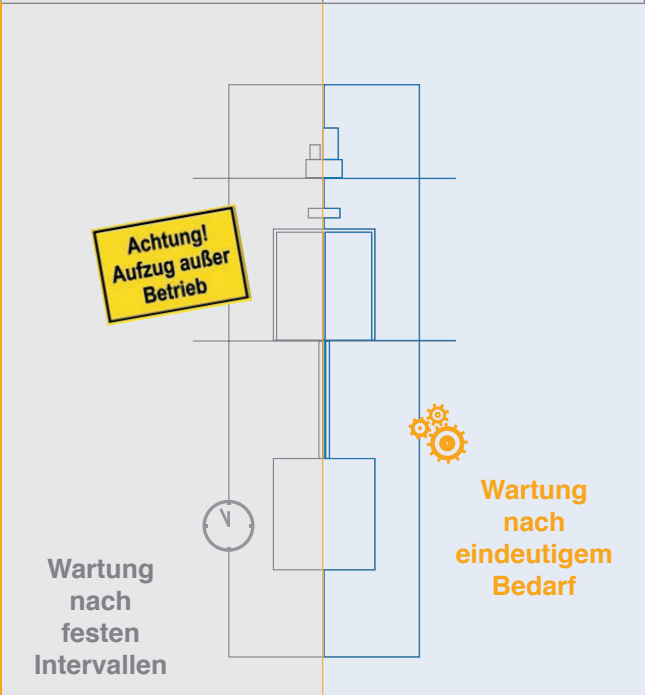 Achtung!
Aufzug außer
Betrieb
Wartung
nach
festen
Intervallen
Wartung
nach
eindeutigem
Bedarf